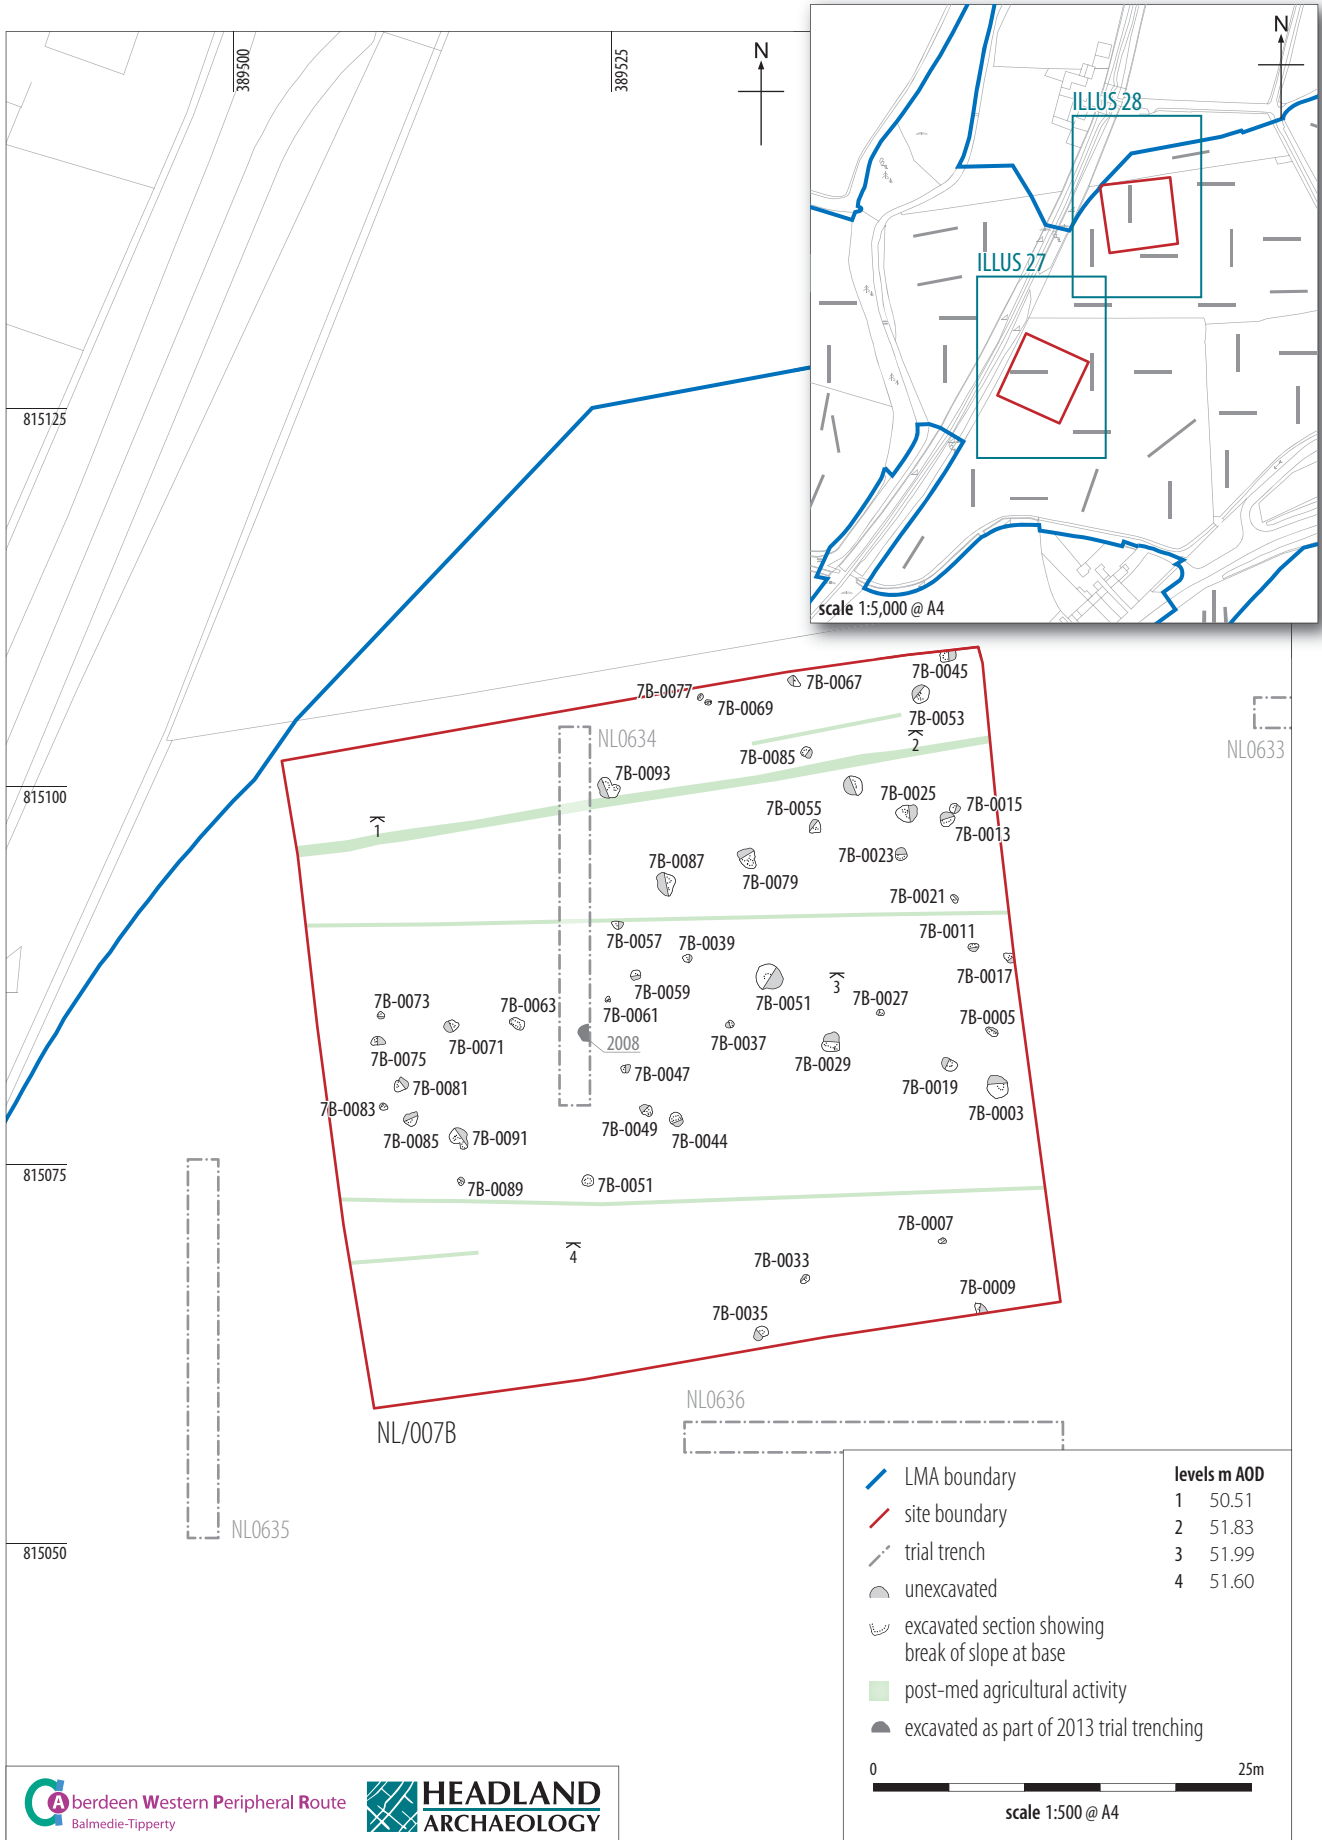 389500
389525
N
N
ILLUS 28
ILLUS 27
scale 1:5,000 @ A4
815125
815100
815075
815050
7B-0045
7B-0067
7B-0077
7B-0069
7B-0053
NL0634
K
2
NL0633
7B-0085
7B-0093
7B-0025
7B-0015
7B-0055
7B-0013
K
1
7B-0023
7B-0087
7B-0079
7B-0021
7B-0011
7B-0057
7B-0039
7B-0017
7B-0059
K
3
7B-0051
7B-0027
7B-0073
7B-0063
7B-0061
7B-0005
7B-0071
7B-0037
2008
7B-0075
7B-0029
7B-0047
7B-0019
7B-0081
7B-0083
7B-0003
7B-0049
7B-0044
7B-0085
7B-0091
7B-0089
7B-0051
7B-0007
K
4
7B-0033
7B-0009
7B-0035
NL0636
NL/007B
NL0635
LMA boundary
site boundary
trial trench
unexcavated
excavated section showing
break of slope at base
post-med agricultural activity
excavated as part of 2013 trial trenching
levels m AOD
1 50.51
2 51.83
3 51.99
4 51.60
0 25m
scale 1:500 @ A4
Aberdeen Western Peripheral Route
Balmedie-Tipperty
HEADLAND
ARCHAEOLOGY